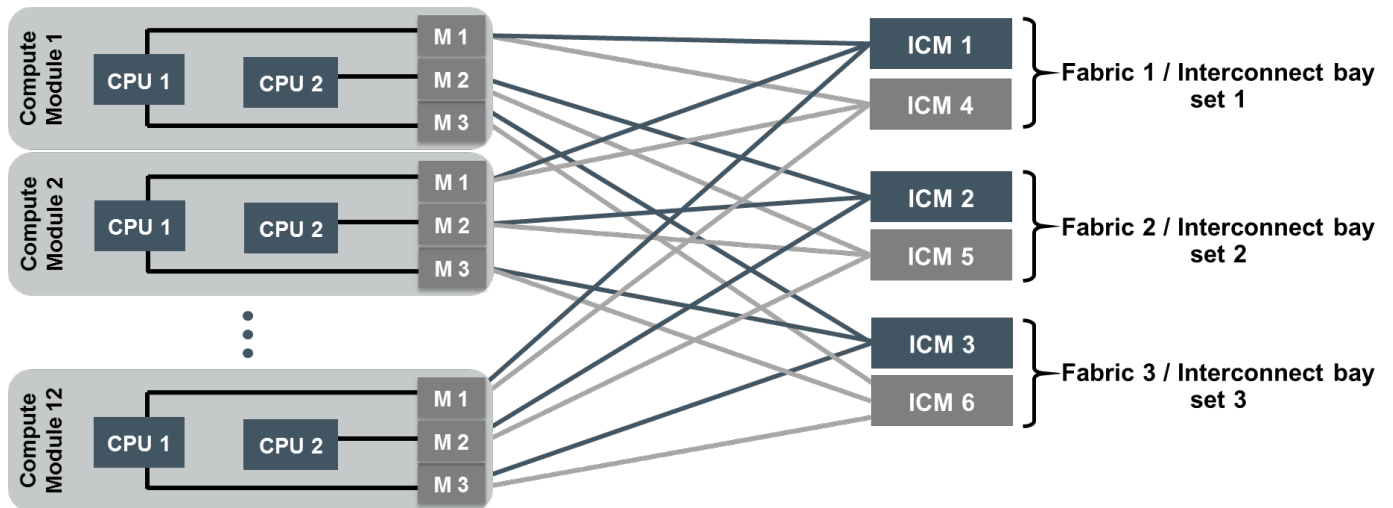 Compute
Module 1
CPU 1
CPU 2
M 1
M 2
M 3
Compute
Module 2
CPU 1
CPU 2
M 1
M 2
M 3
Compute
Module 12
CPU 1
CPU 2
M 1
M 2
M 3
ICM 1
ICM 4
Fabric 1 / Interconnect bay
set 1
ICM 2
ICM 5
Fabric 2 / Interconnect bay
set 2
ICM 3
ICM 6
Fabric 3 / Interconnect bay
set 3